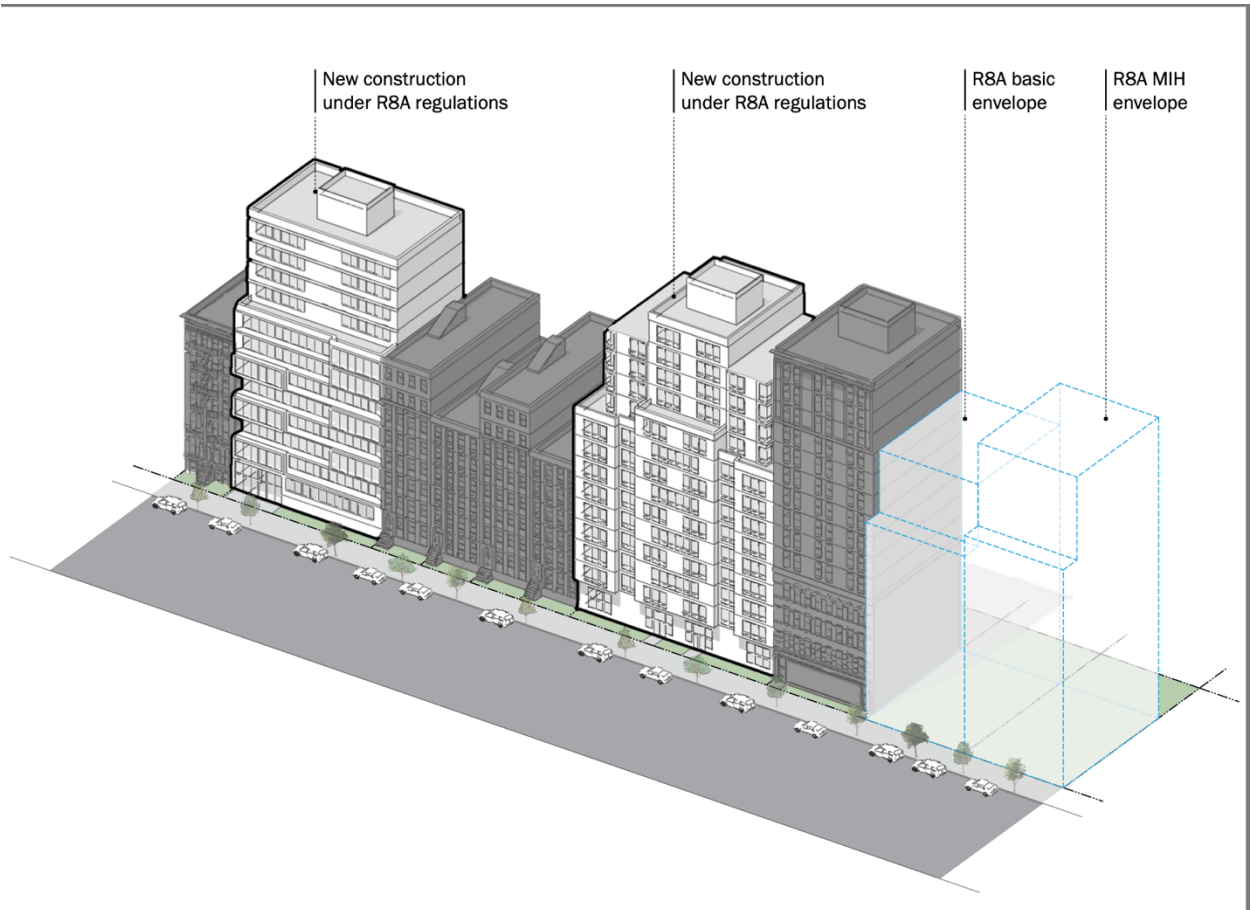 New construction
under R8A regulations
New construction
under R8A regulations
R8A basic
envelope
R8A MIH
envelope